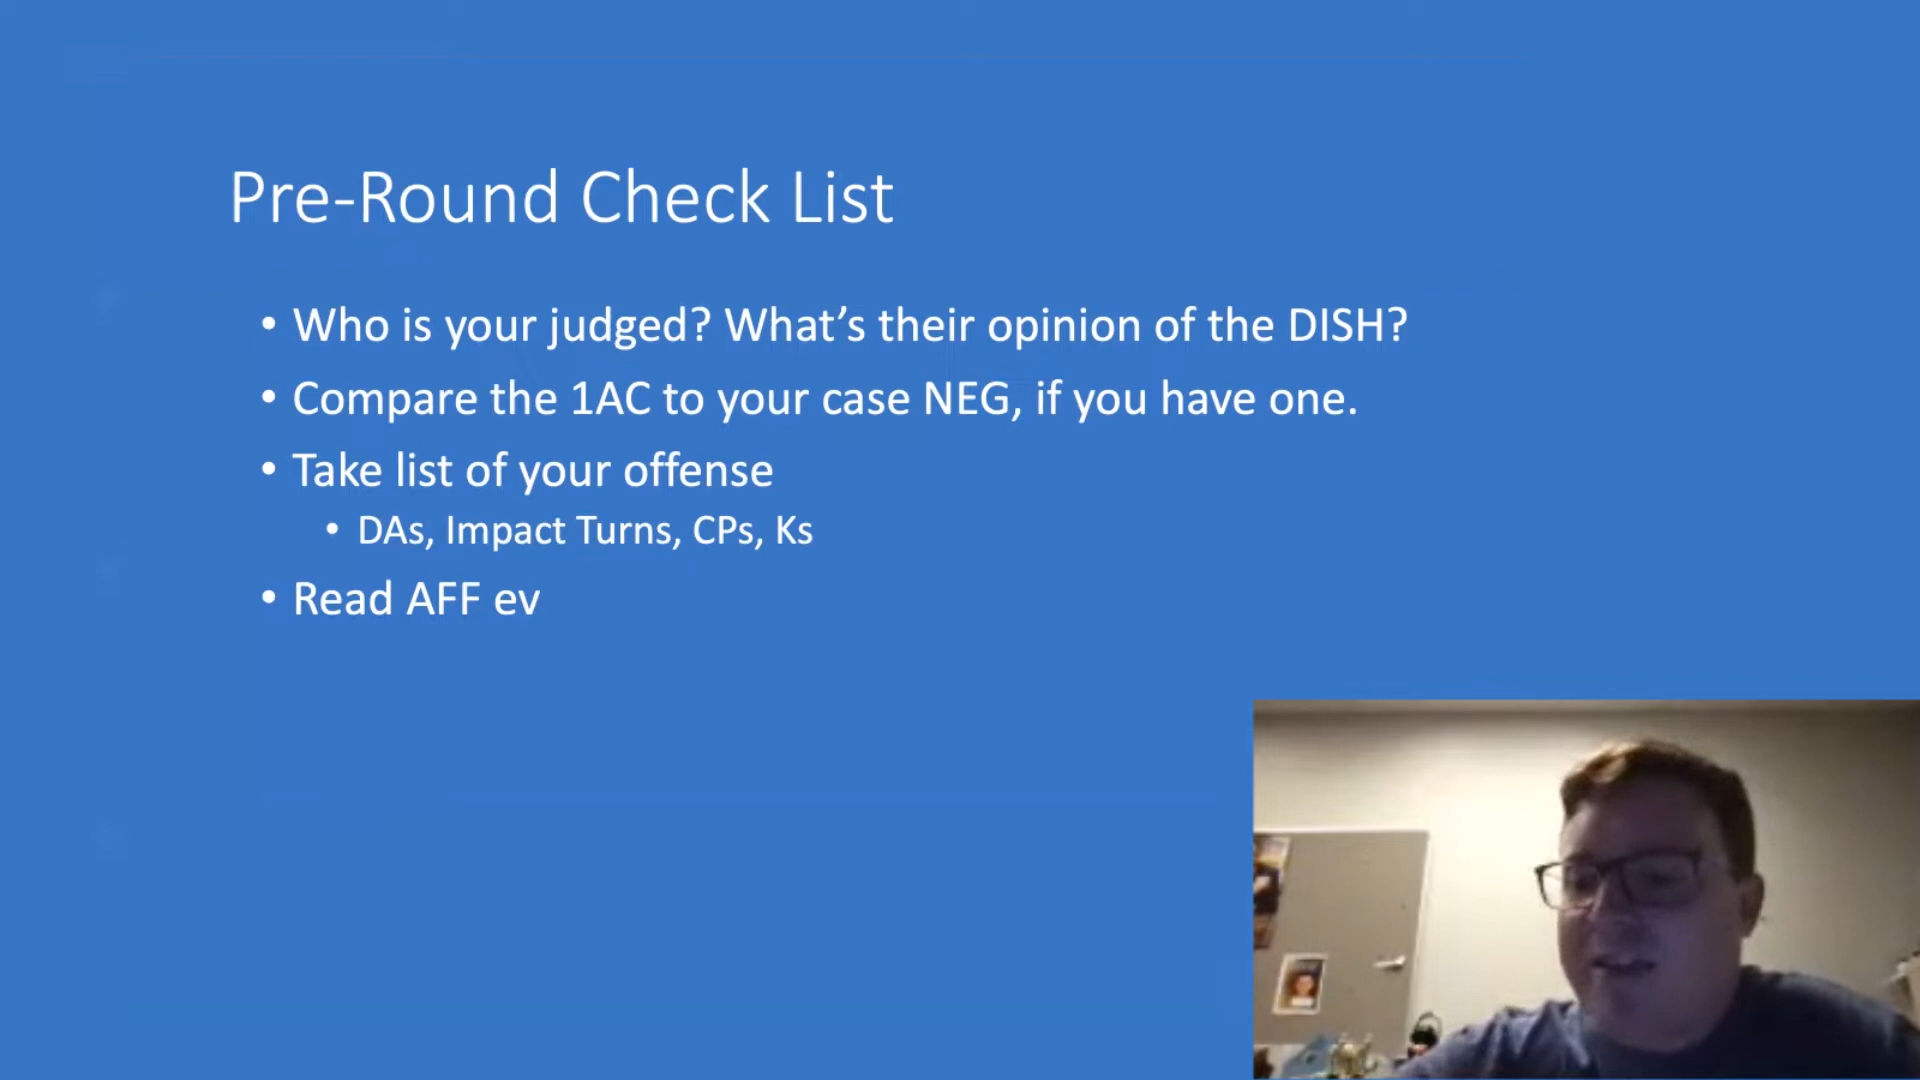 Pre-Round Check List
• Who is your judged? What’s their opinion of the DISH?
• Compare the 1AC to your case NEG, if you have one.
• Take list of your offense
• DAs, Impact Turns, CPs, Ks
• Read AFF ev